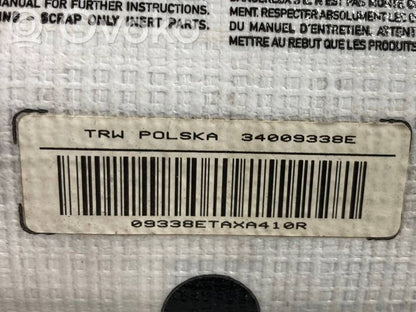 MANUAL FOR FURTHER INSTRUCTIONS.
SCRAP ONLY INERT PARTS.
MENT. RESPECTER ABSOLUMENT LES
DU MANUEL D'ENTRETIEN. ATTENT
METTRE AU REBUT QUE LES PRODUITS
TRW POLSKA 34009338E
09338ETAXA410R